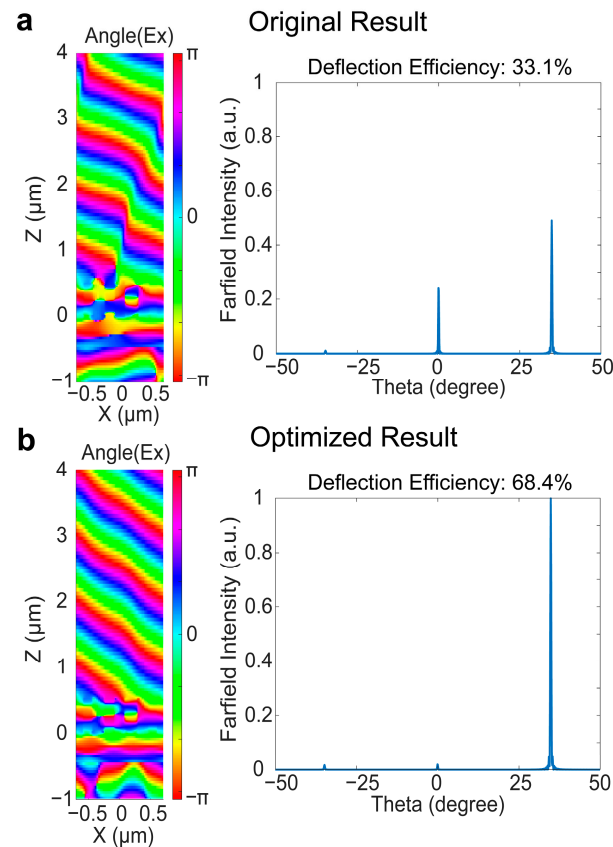 a
Original Result
Angle(Ex)
4
3
2
1
0
−1
Z (μm)
−0.5 0 0.5
X (μm)
π
0
−π
Deflection Efficiency: 33.1%
1
0.8
0.6
0.4
0.2
0
Farfield Intensity (a.u.)
−50 −25 0 25 50
Theta (degree)
b
Optimized Result
Angle(Ex)
4
3
2
1
0
−1
Z (μm)
−0.5 0 0.5
X (μm)
π
0
−π
Deflection Efficiency: 68.4%
1
0.8
0.6
0.4
0.2
0
Farfield Intensity (a.u.)
−50 −25 0 25 50
Theta (degree)